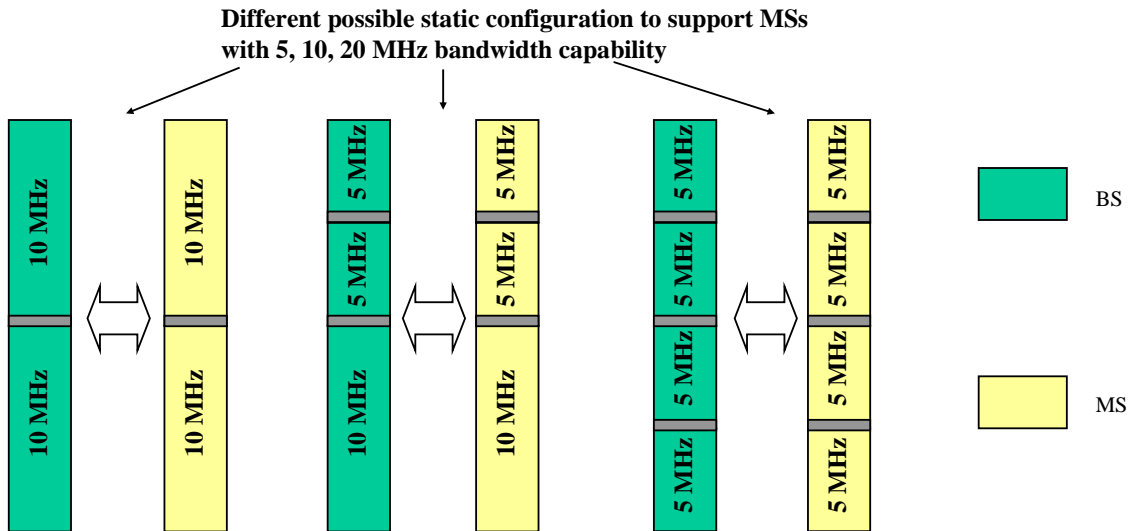 Different possible static configuration to support MSs
with 5, 10, 20 MHz bandwidth capability
10 MHz
10 MHz
10 MHz
10 MHz
5 MHz
5 MHz
10 MHz
5 MHz
5 MHz
10 MHz
5 MHz
5 MHz
5 MHz
5 MHz
5 MHz
5 MHz
5 MHz
5 MHz
BS
MS